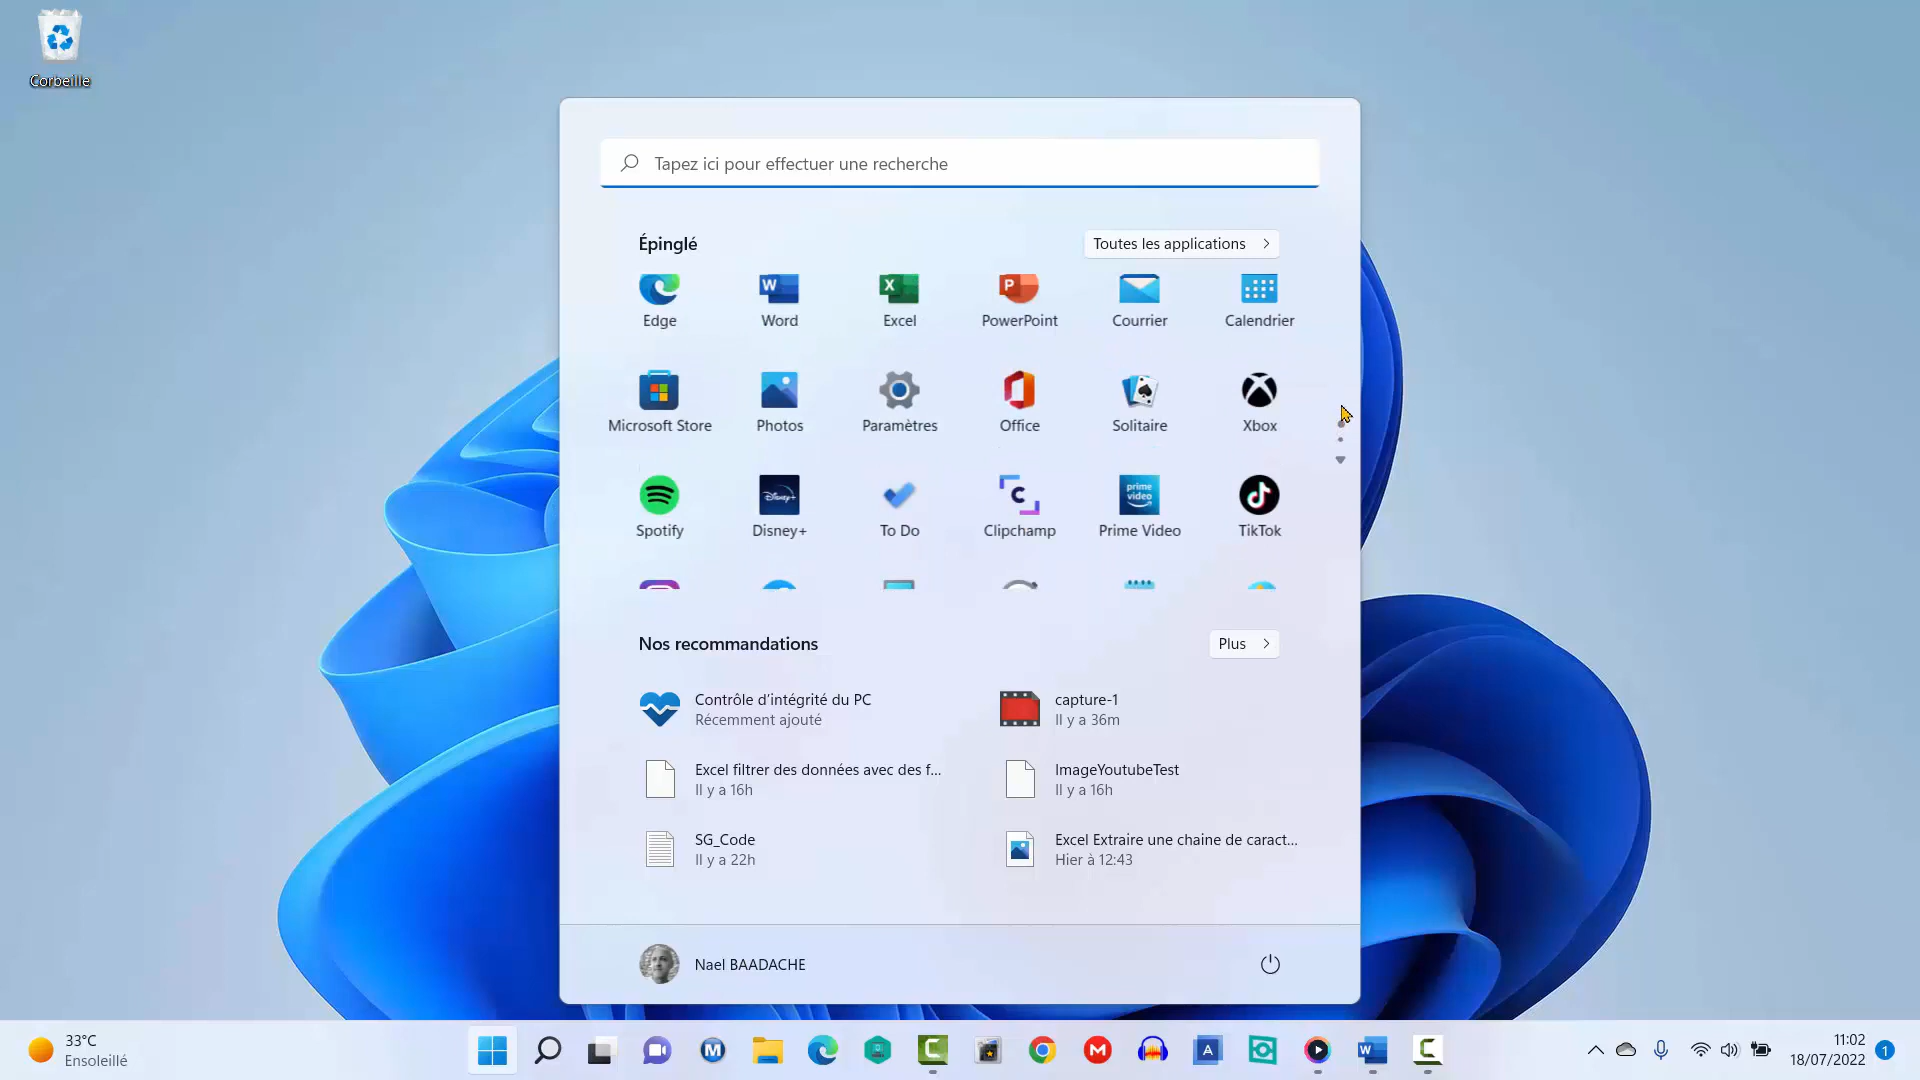 Corbeille
Tapez ici pour effectuer une recherche
Épinglé
Toutes les applications
Edge
Word
Excel
PowerPoint
Courrier
Calendrier
Microsoft Store
Photos
Paramètres
Office
Solitaire
Xbox
Spotify
Disney+
To Do
Clipchamp
prime video
Prime Video
TikTok
Nos recommandations
Plus
Contrôle d'intégrité du PC
Récemment ajouté
capture-1
Il y a 36m
Excel filtrer des données avec des f...
Il y a 16h
ImageYoutubeTest
Il y a 16h
SG_Code
Il y a 22h
Excel Extraire une chaine de caract...
Hier à 12:43
Nael BAADACHE
33°C
Ensoleillé
11:02
18/07/2022
1